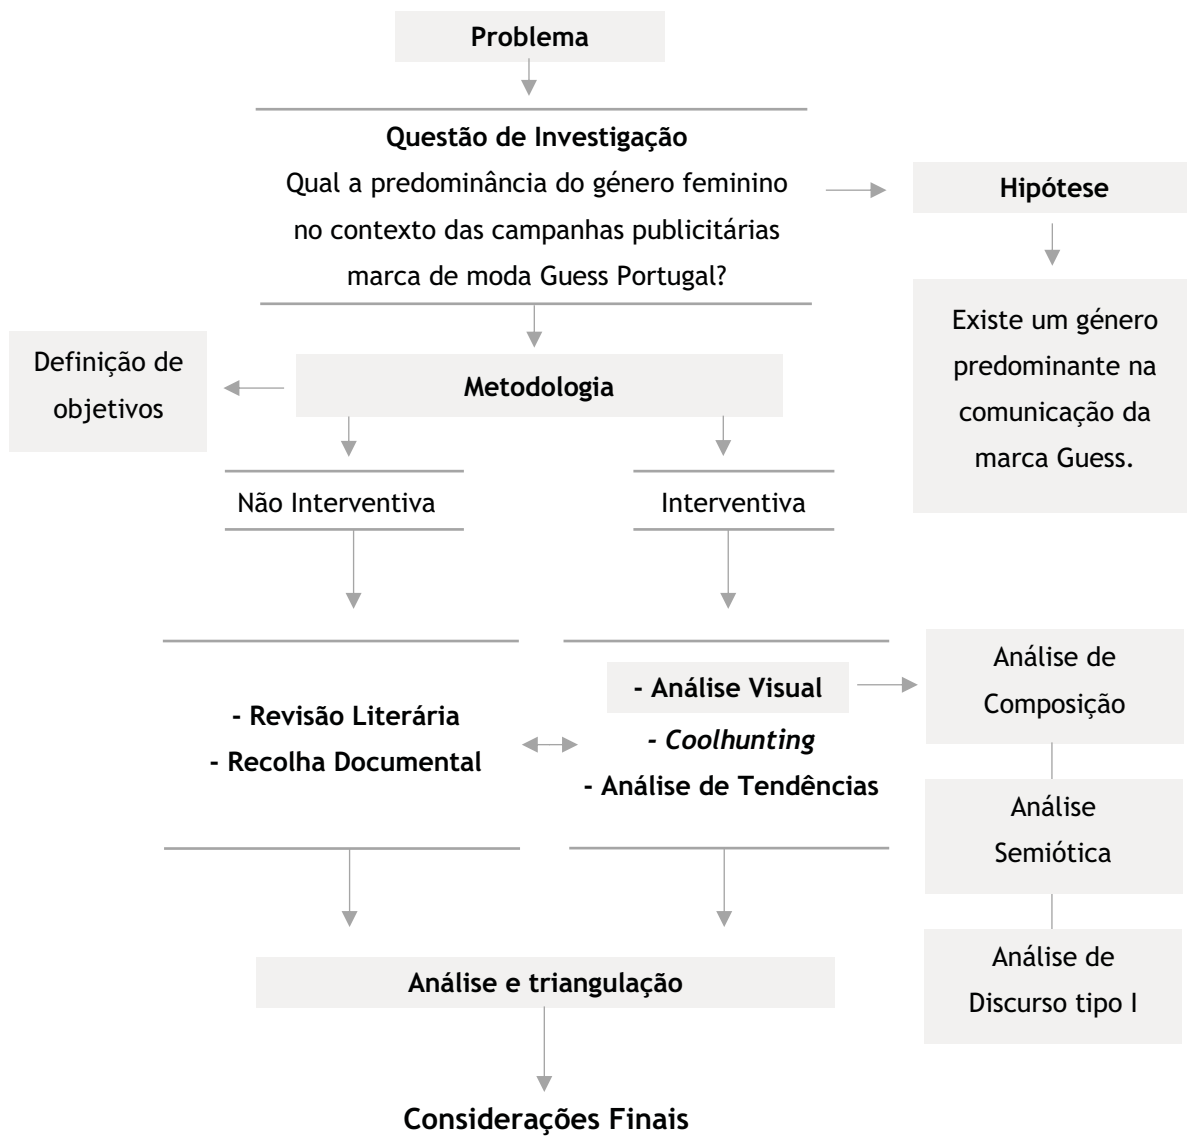 Problema
Questão de Investigação
Qual a predominância do género feminino
no contexto das campanhas publicitárias
marca de moda Guess Portugal?
Hipótese
Existe um género
predominante na
comunicação da
marca Guess.
Definição de
objetivos
Metodologia
Não Interventiva
Interventiva
- Revisão Literária
- Recolha Documental
- Análise Visual
- Coolhunting
- Análise de Tendências
Análise de
Composição
Análise
Semiótica
Análise de
Discurso tipo I
Análise e triangulação
Considerações Finais